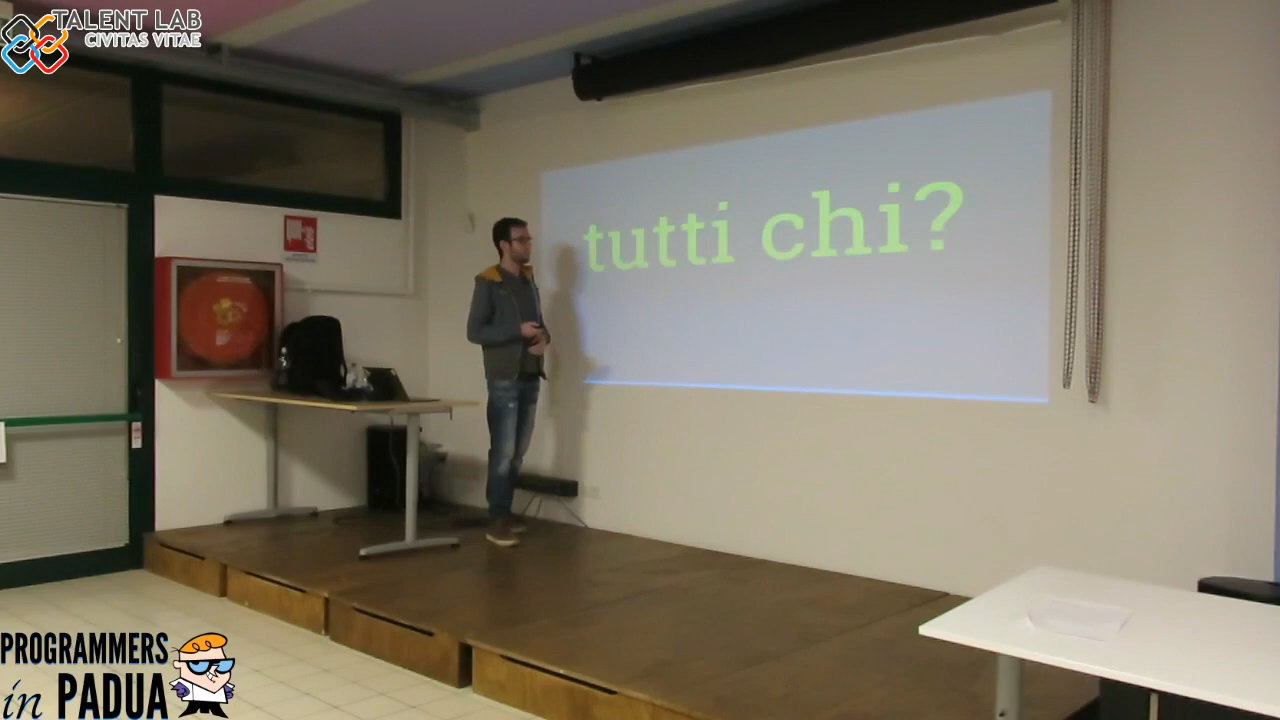 TALENT LAB
CIVITAS VITAE
tutti chi?
PROGRAMMERS
in PADUA